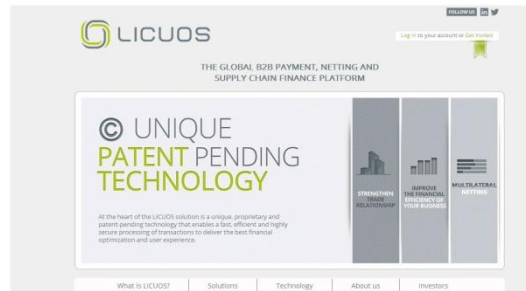 FOLLOW US
LICUOS
Log in to your account or Get Invited
THE GLOBAL B2B PAYMENT, NETTING AND
SUPPLY CHAIN FINANCE PLATFORM
© UNIQUE
PATENT PENDING
TECHNOLOGY
At the heart of the LICUOS solution is a unique, proprietary and
patent-pending technology that enables a fast, efficient and highly
secure processing of transactions to deliver the best financial
optimization and user experience.
STRENGTHEN
TRADE
RELATIONSHIP
IMPROVE
THE FINANCIAL
EFFICIENCY OF
YOUR BUSINESS
MULTILATERAL
NETTING
What is LICUOS?
Solutions
Technology
About us
Investors